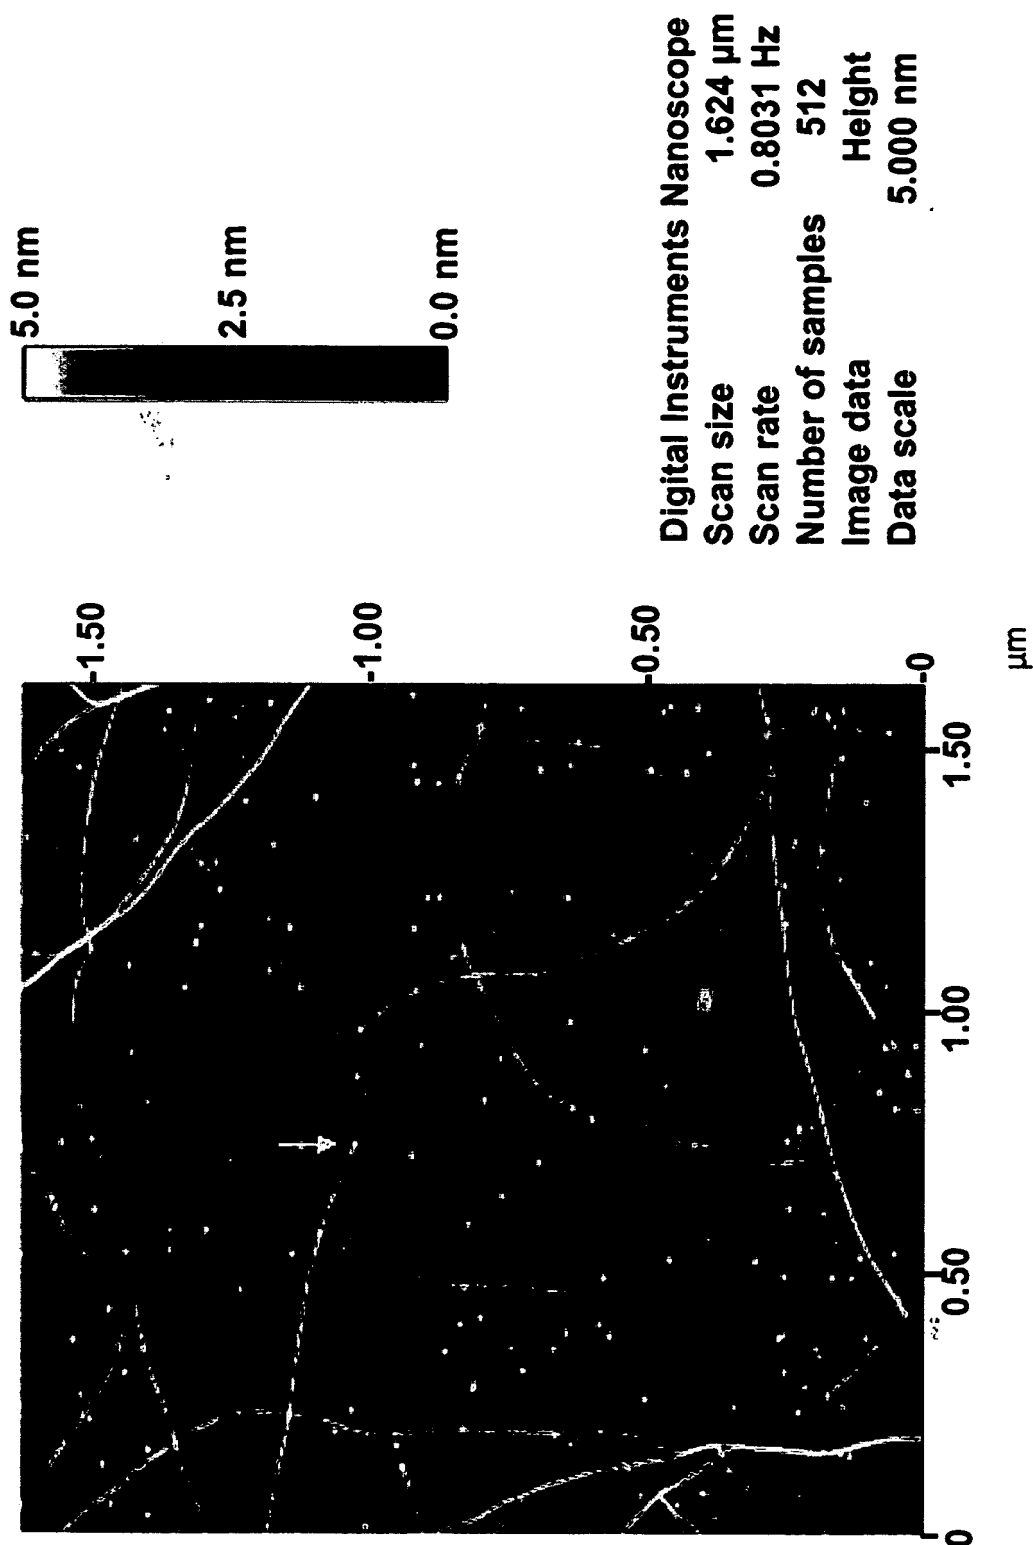 5.0 nm
2.5 nm
0.0 nm
Digital Instruments Nanoscope
Scan size 1.624 µm
Scan rate 0.8031 Hz
Number of samples 512
Image data Height
Data scale 5.000 nm
1.50
1.00
0.50
0
0 0.50 1.00 1.50
µm